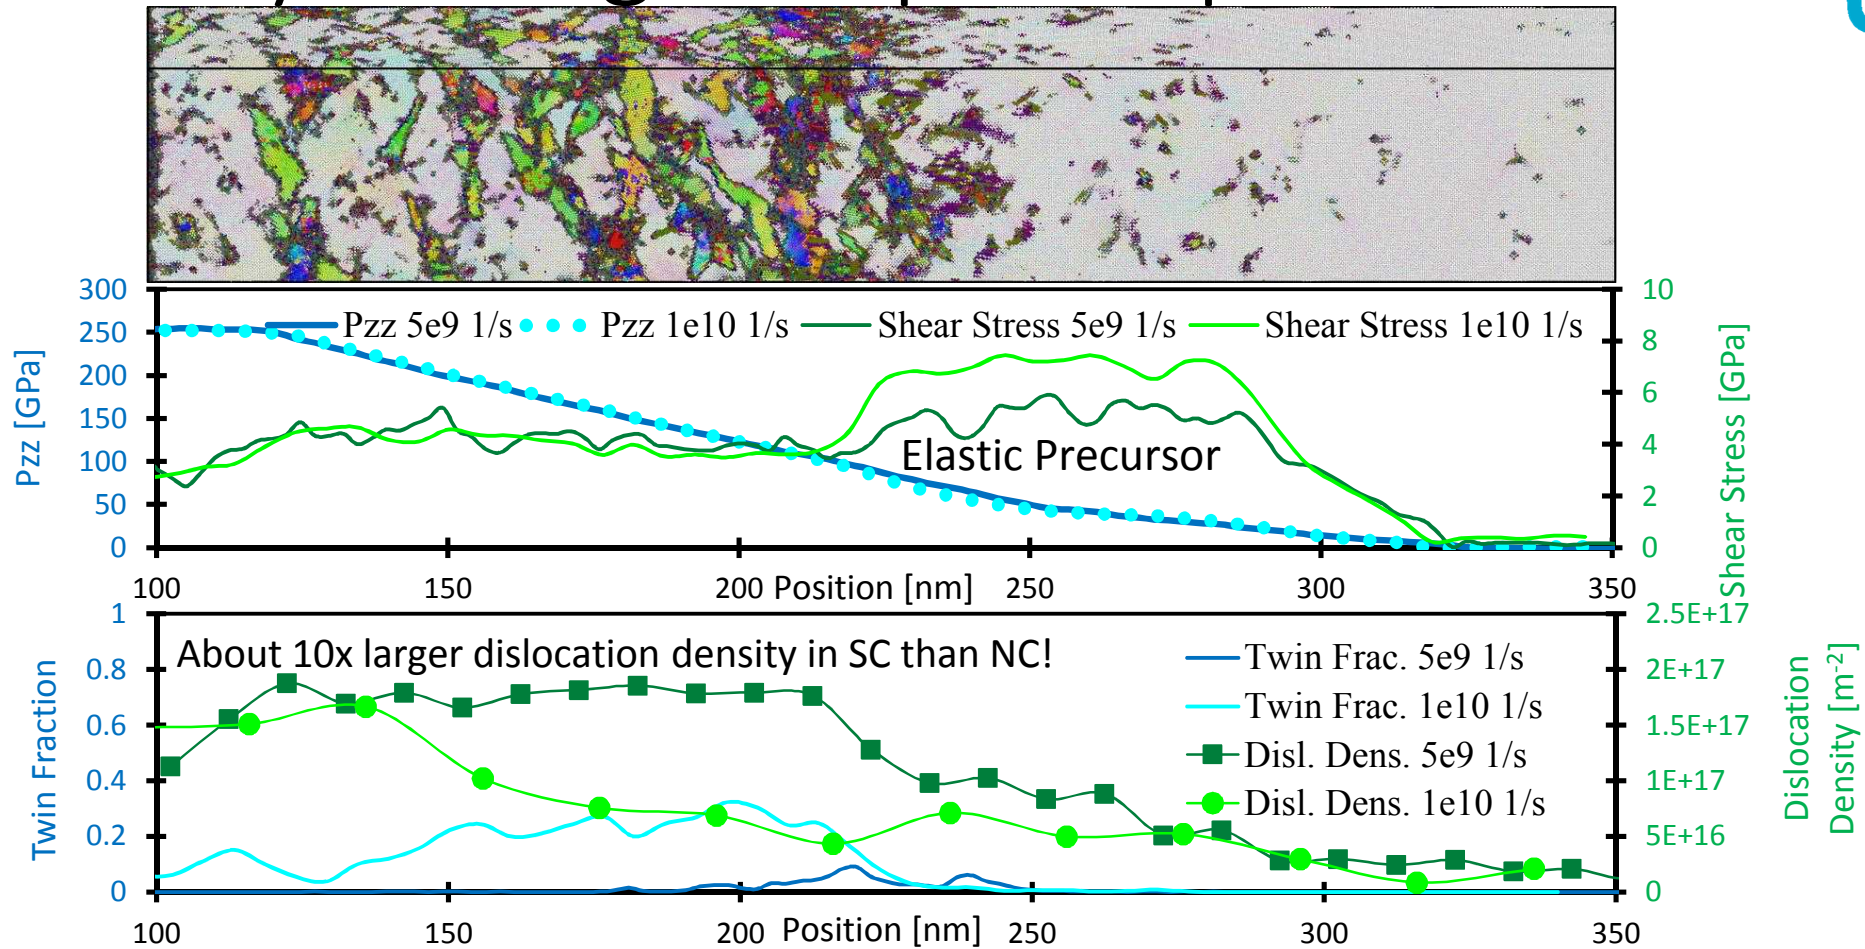 300
250
200
150
100
50
0
Pzz [GPa]
Pzz 5e9 1/s
Pzz 1e10 1/s
Shear Stress 5e9 1/s
Shear Stress 1e10 1/s
Elastic Precursor
10
8
6
4
2
0
Shear Stress [GPa]
100 150 200 250 300 350
Position [nm]
1
0.8
0.6
0.4
0.2
0
Twin Fraction
About 10x larger dislocation density in SC than NC!
Twin Frac. 5e9 1/s
Twin Frac. 1e10 1/s
Disl. Dens. 5e9 1/s
Disl. Dens. 1e10 1/s
2.5E+17
2E+17
1.5E+17
1E+17
5E+16
0
Dislocation
Density [m⁻²]
100 150 200 250 300 350
Position [nm]